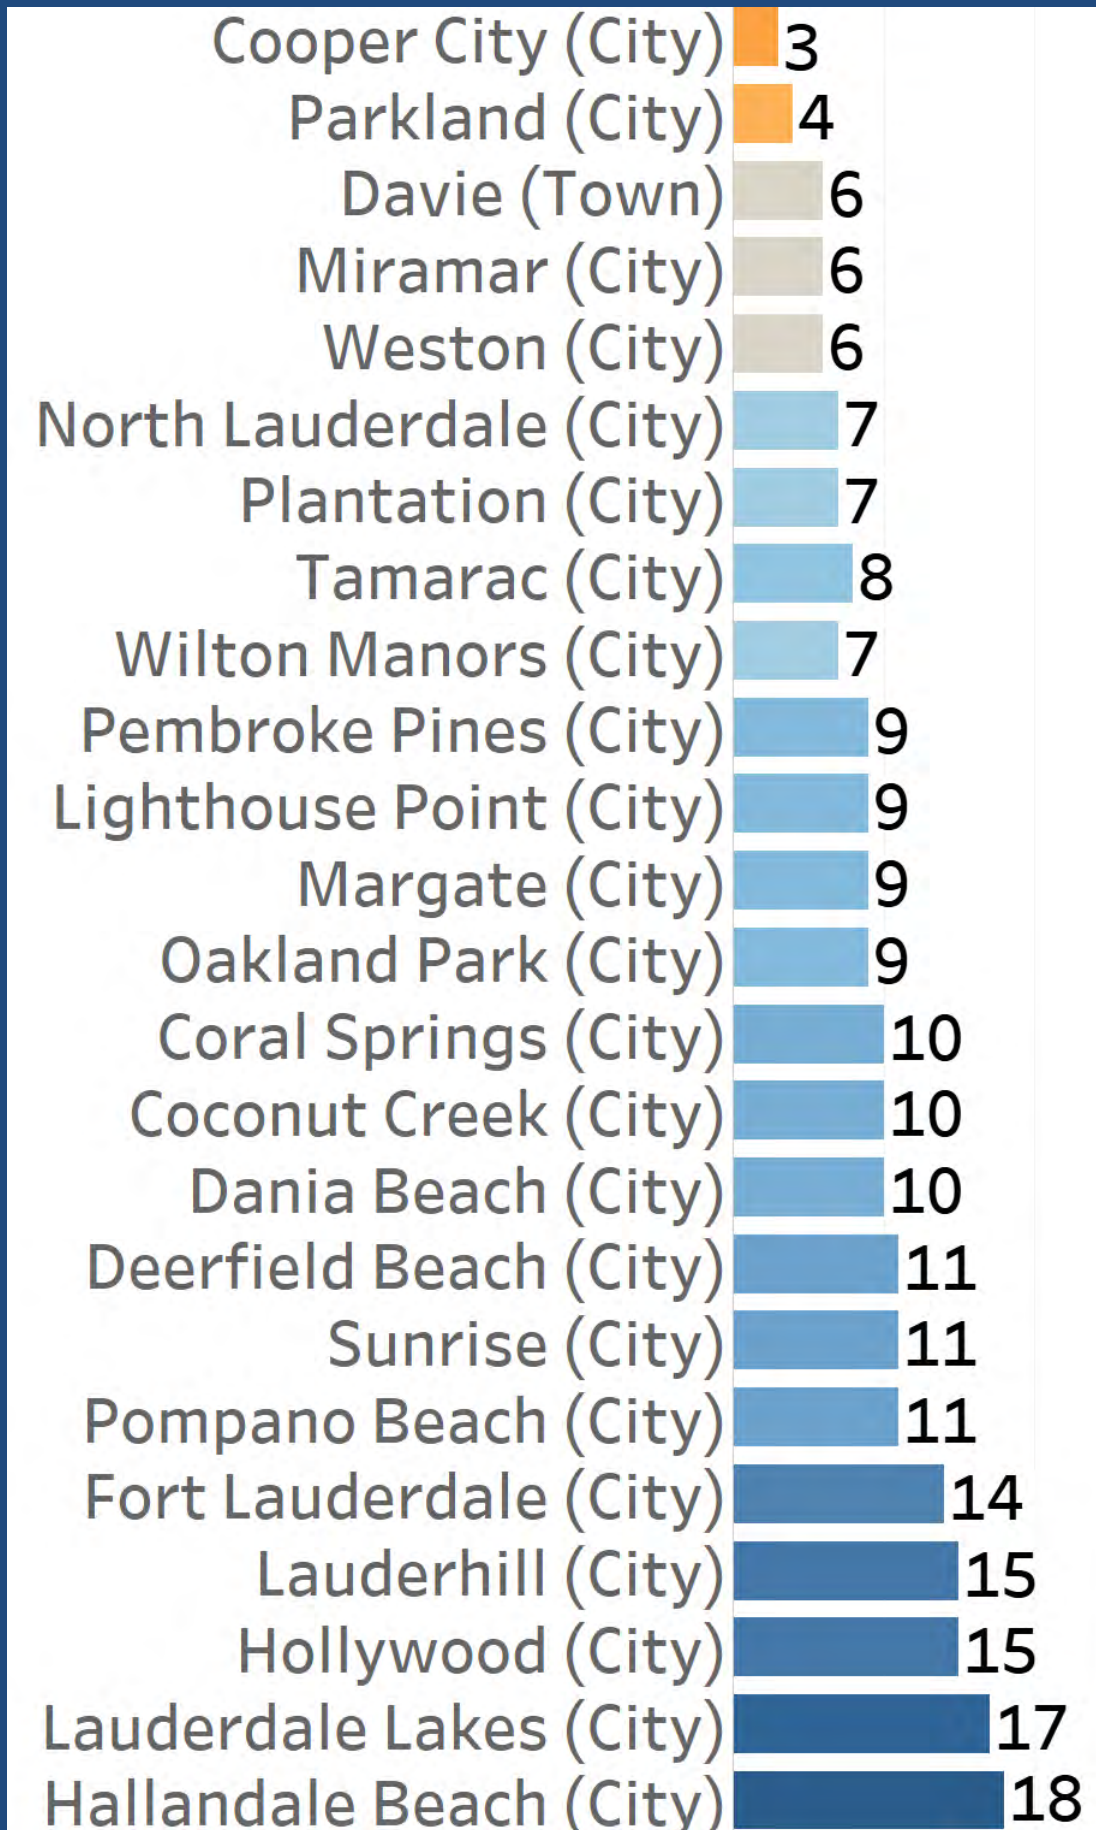 Cooper City (City) 3
Parkland (City) 4
Davie (Town) 6
Miramar (City) 6
Weston (City) 6
North Lauderdale (City) 7
Plantation (City) 7
Tamarac (City) 8
Wilton Manors (City) 7
Pembroke Pines (City) 9
Lighthouse Point (City) 9
Margate (City) 9
Oakland Park (City) 9
Coral Springs (City) 10
Coconut Creek (City) 10
Dania Beach (City) 10
Deerfield Beach (City) 11
Sunrise (City) 11
Pompano Beach (City) 11
Fort Lauderdale (City) 14
Lauderhill (City) 15
Hollywood (City) 15
Lauderdale Lakes (City) 17
Hallandale Beach (City) 18